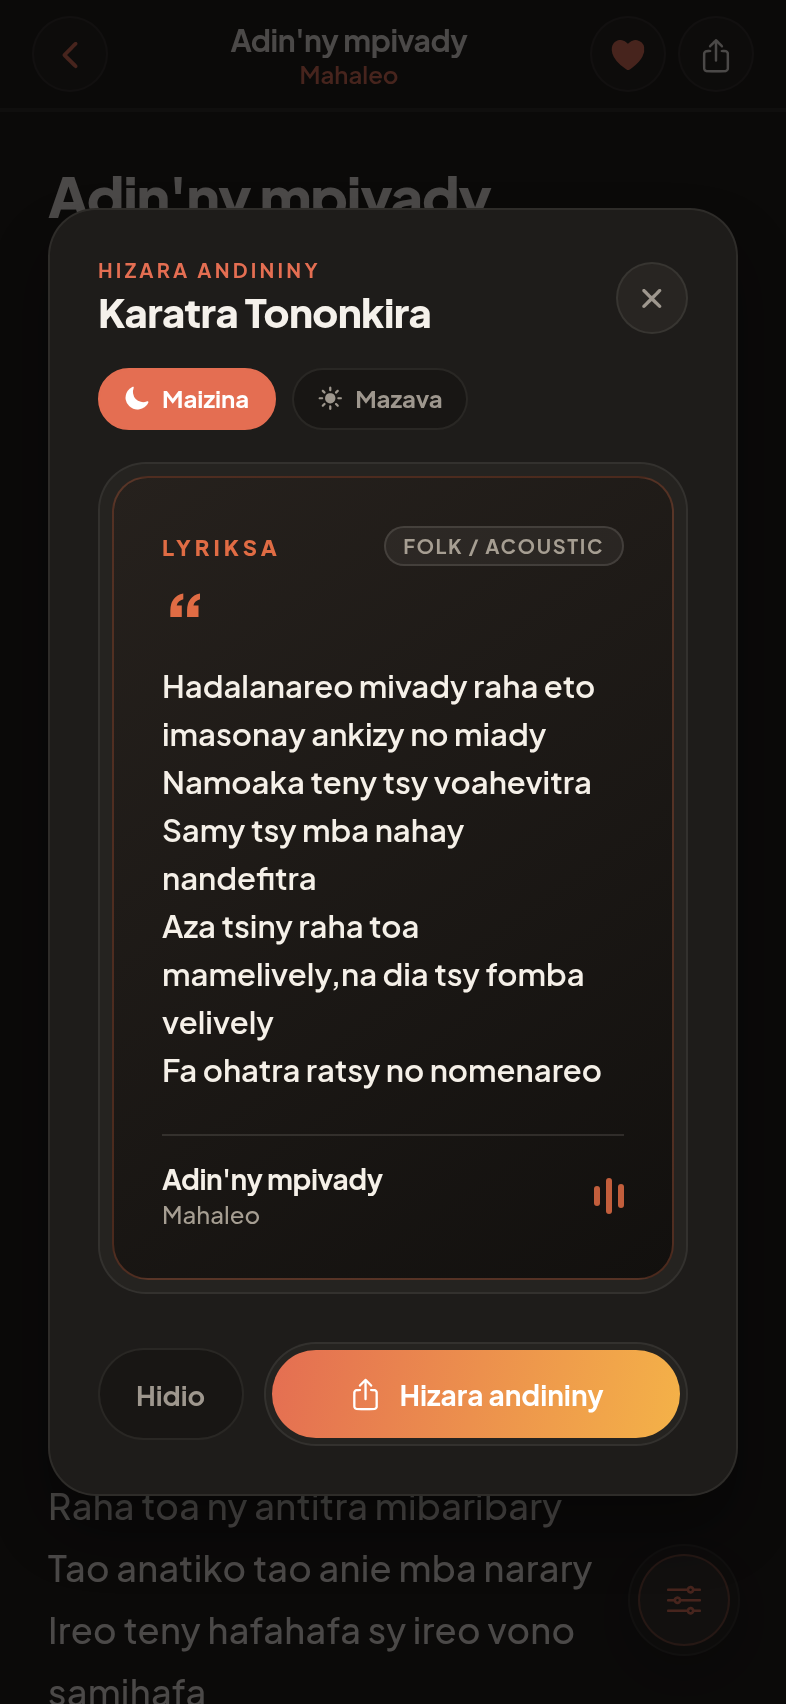 Adin'ny mpivady
Mahaleo
Adin'ny mpivady
HIZARA ANDININY
Karatra Tononkira
Maizina
Mazava
LYRIKSA
FOLK / ACOUSTIC
“
Hadalanareo mivady raha eto
imasonay ankizy no miady
Namoaka teny tsy voahevitra
Samy tsy mba nahay
nandefitra
Aza tsiny raha toa
mamelively,na dia tsy fomba
velively
Fa ohatra ratsy no nomenareo
Adin'ny mpivady
Mahaleo
Hidio
Hizara andininy
Raha toa ny antitra mibaribary
Tao anatiko tao anie mba narary
Ireo teny hafahafa sy ireo vono
samihafa